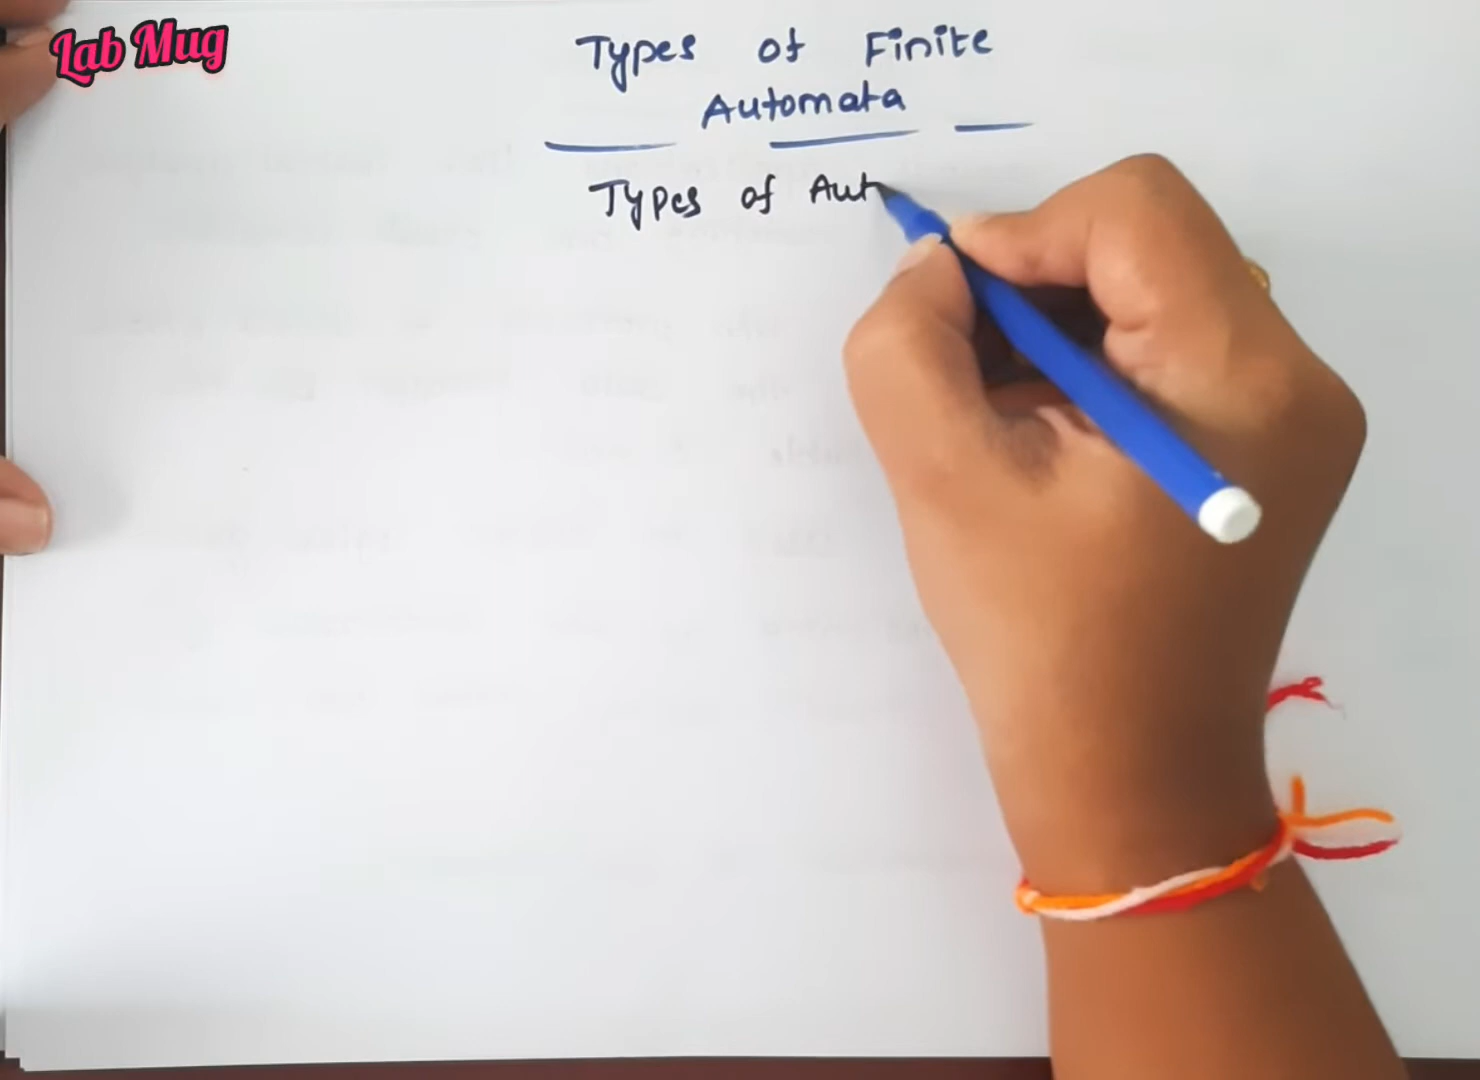 Lab Mug
Types of Finite
Automata
Types of Aut